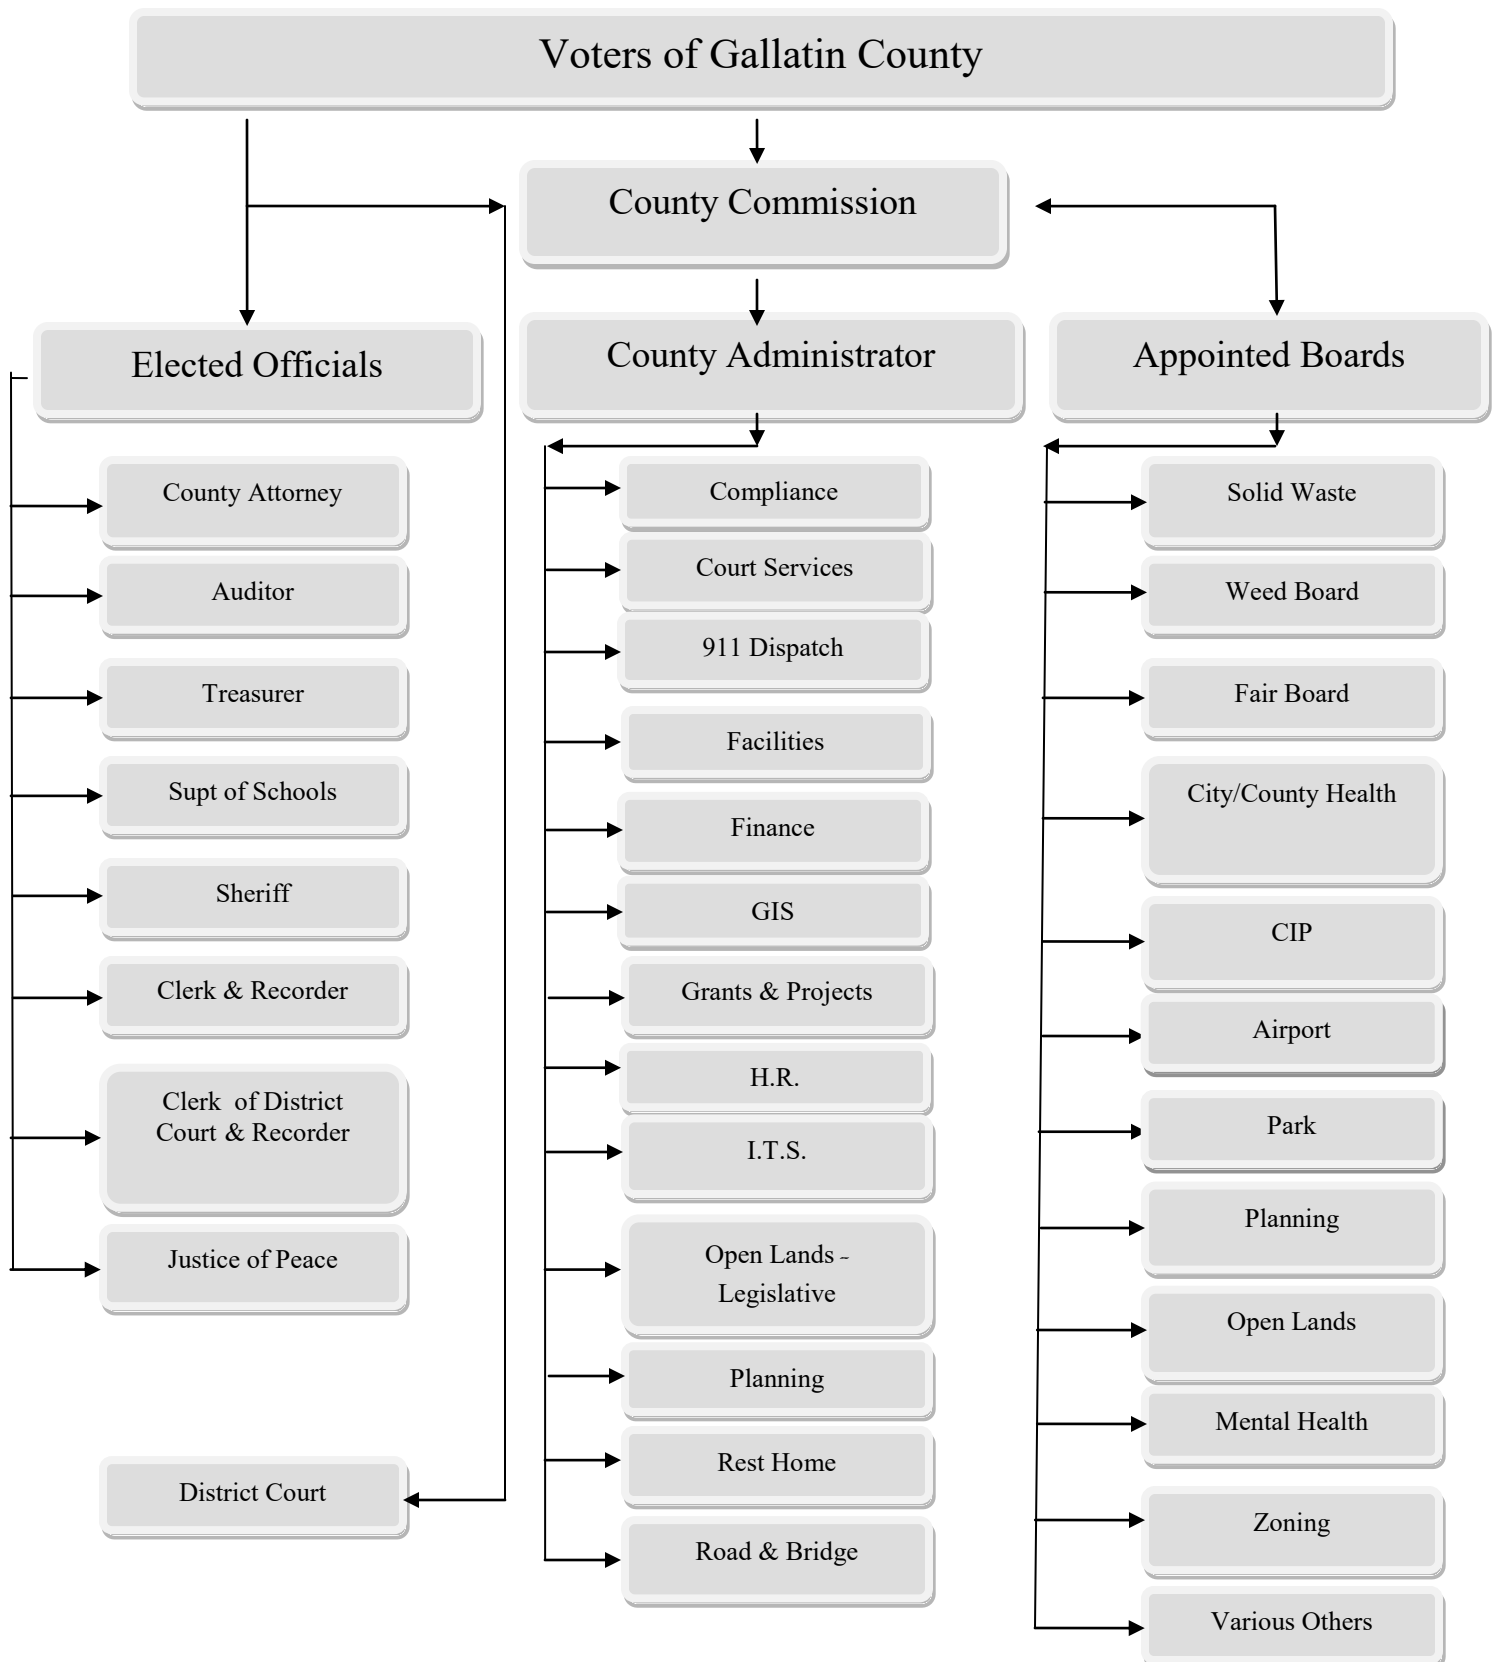 Voters of Gallatin County
County Commission
Elected Officials
County Administrator
Appointed Boards
County Attorney
Auditor
Treasurer
Supt of Schools
Sheriff
Clerk & Recorder
Clerk  of District
Court & Recorder
Justice of Peace
District Court
Compliance
Court Services
911 Dispatch
Facilities
Finance
GIS
Grants & Projects
H.R.
I.T.S.
Open Lands -
Legislative
Planning
Rest Home
Road & Bridge
Solid Waste
Weed Board
Fair Board
City/County Health
CIP
Airport
Park
Planning
Open Lands
Mental Health
Zoning
Various Others